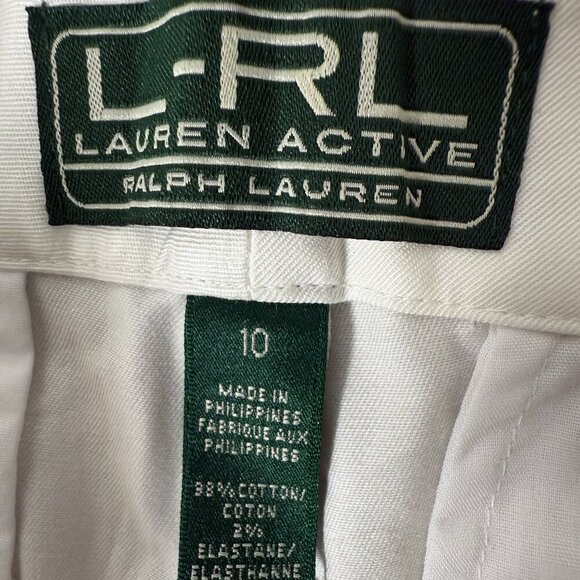 L-RL
LAUREN ACTIVE
RALPH LAUREN
10
MADE IN
PHILIPPINES
FABRIQUE AUX
PHILIPPINES
98% COTTON/
COTON
2%
ELASTANE/
ELASTHANNE